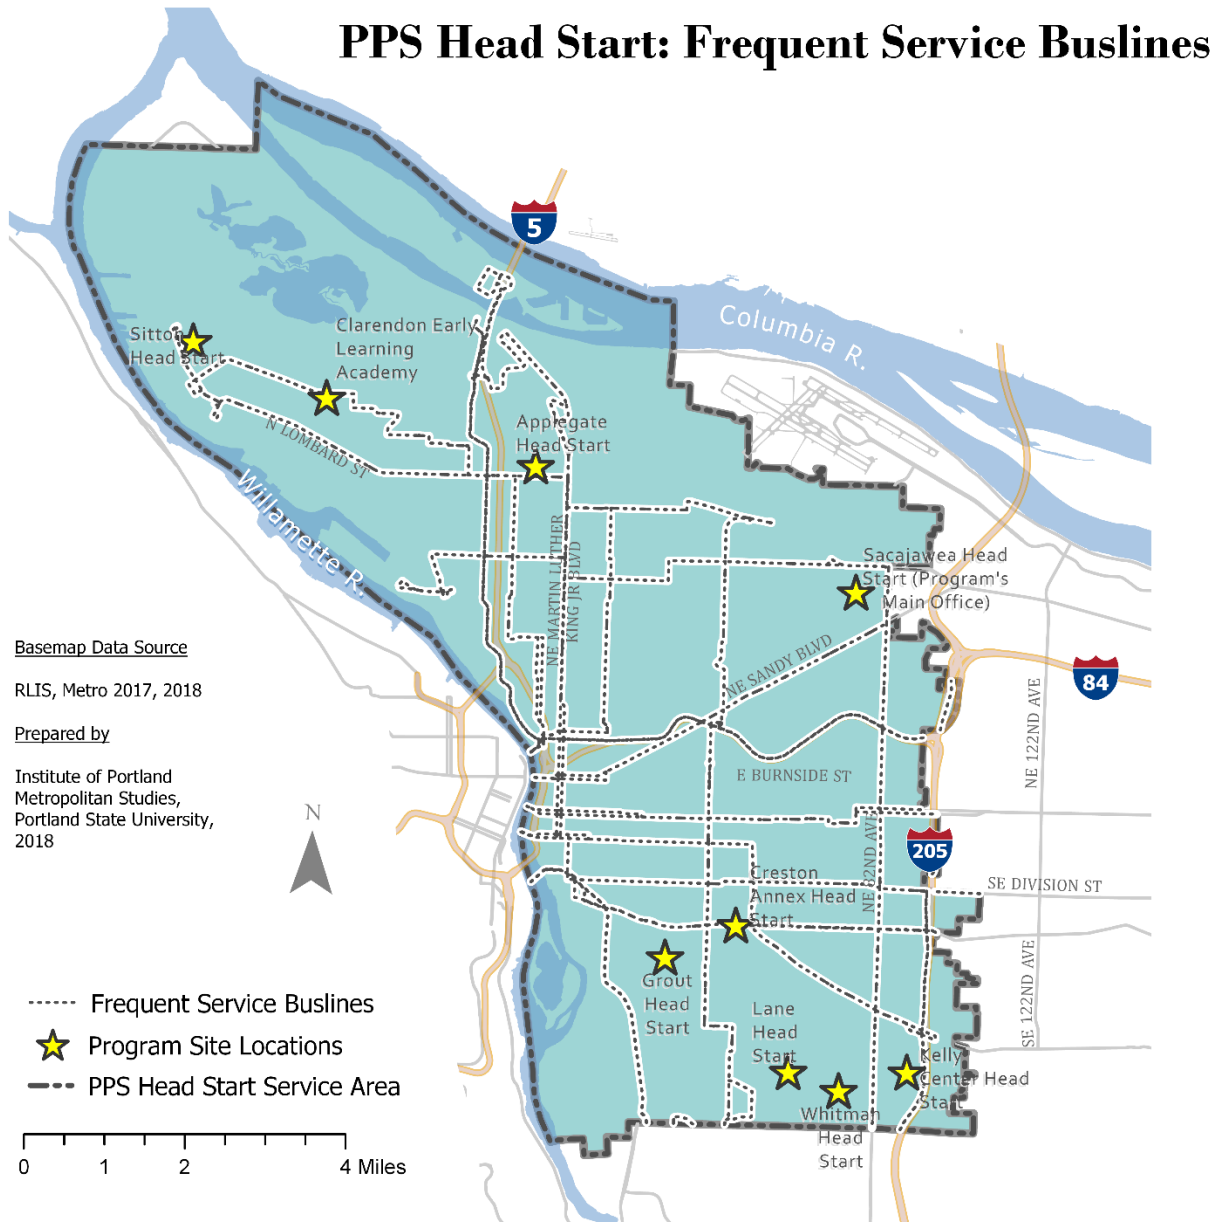 PPS Head Start: Frequent Service Buslines
5
Columbia R.
Sitton
Head Start
Clarendon Early
Learning
Academy
Applegate
Head Start
N LOMBARD ST
Willamette R.
NE MARTIN LUTHER
KING JR BLVD
Sacajawea Head
Start (Program's
Main Office)
NE SANDY BLVD
84
NE 122ND AVE
E BURNSIDE ST
Basemap Data Source
RLIS, Metro 2017, 2018
Prepared by
Institute of Portland
Metropolitan Studies,
Portland State University,
2018
N
205
NE 82ND AVE
SE DIVISION ST
Creston
Annex Head
Start
SE 122ND AVE
Grout
Head
Start
Lane
Head
Start
Kelly
Center Head
Start
Whitman
Head
Start
Frequent Service Buslines
Program Site Locations
PPS Head Start Service Area
0 1 2 4 Miles